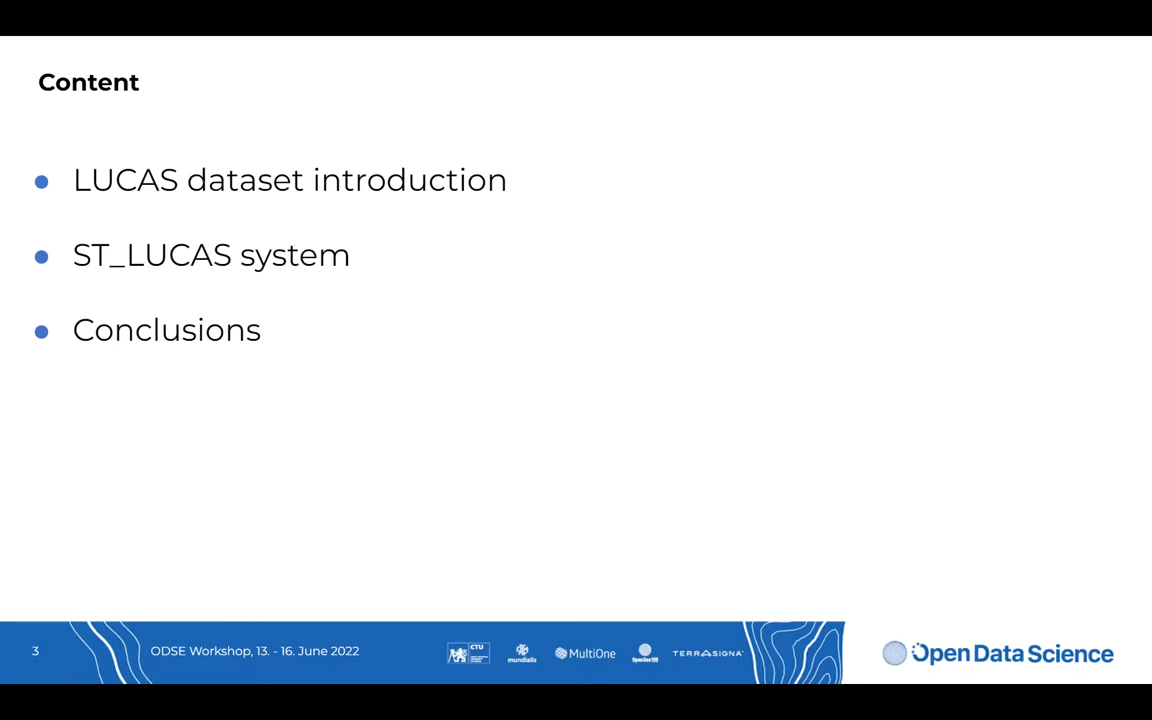 Content
LUCAS dataset introduction
ST_LUCAS system
Conclusions
3
ODSE Workshop, 13. - 16. June 2022
CTU
mundialis
MultiOne
TERRASIGNA
Open Data Science